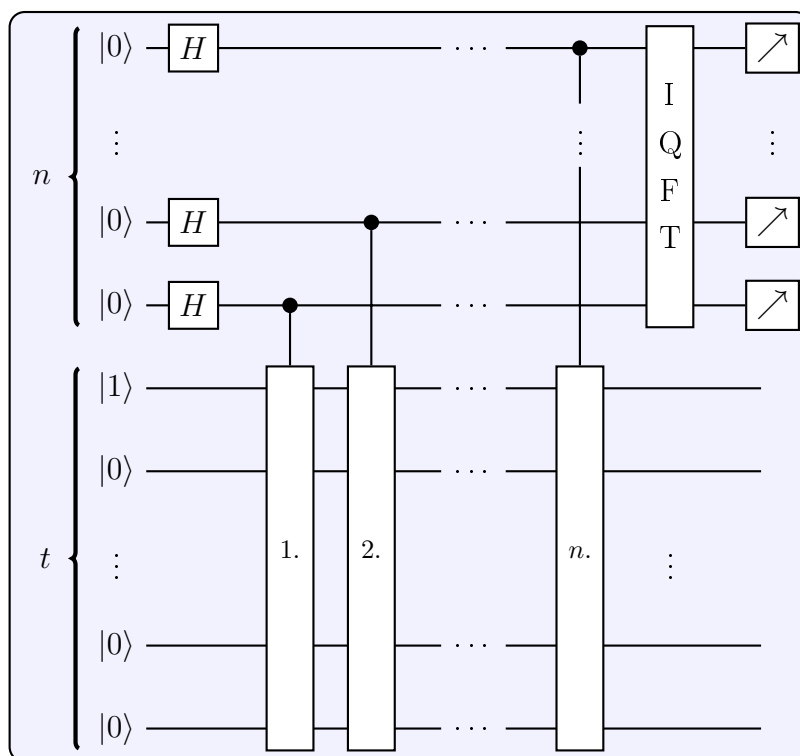 |0⟩ H ··· I ↗
⋮ ⋮ Q ⋮
n F
|0⟩ H ··· T ↗
|0⟩ H ··· ↗
|1⟩ ···
|0⟩ ···
t ⋮ 1. 2. n. ⋮
|0⟩ ···
|0⟩ ···